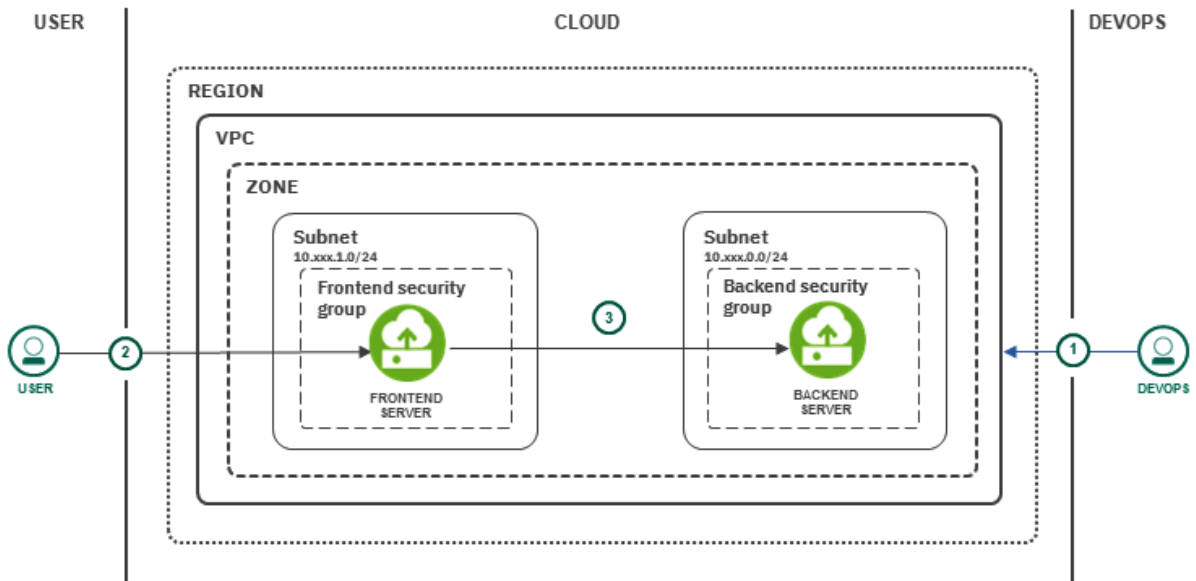 USER
CLOUD
DEVOPS
REGION
VPC
ZONE
Subnet
10.xxx.1.0/24
Frontend security
group
FRONTEND
SERVER
Subnet
10.xxx.0.0/24
Backend security
group
BACKEND
SERVER
3
2
1
USER
DEVOPS